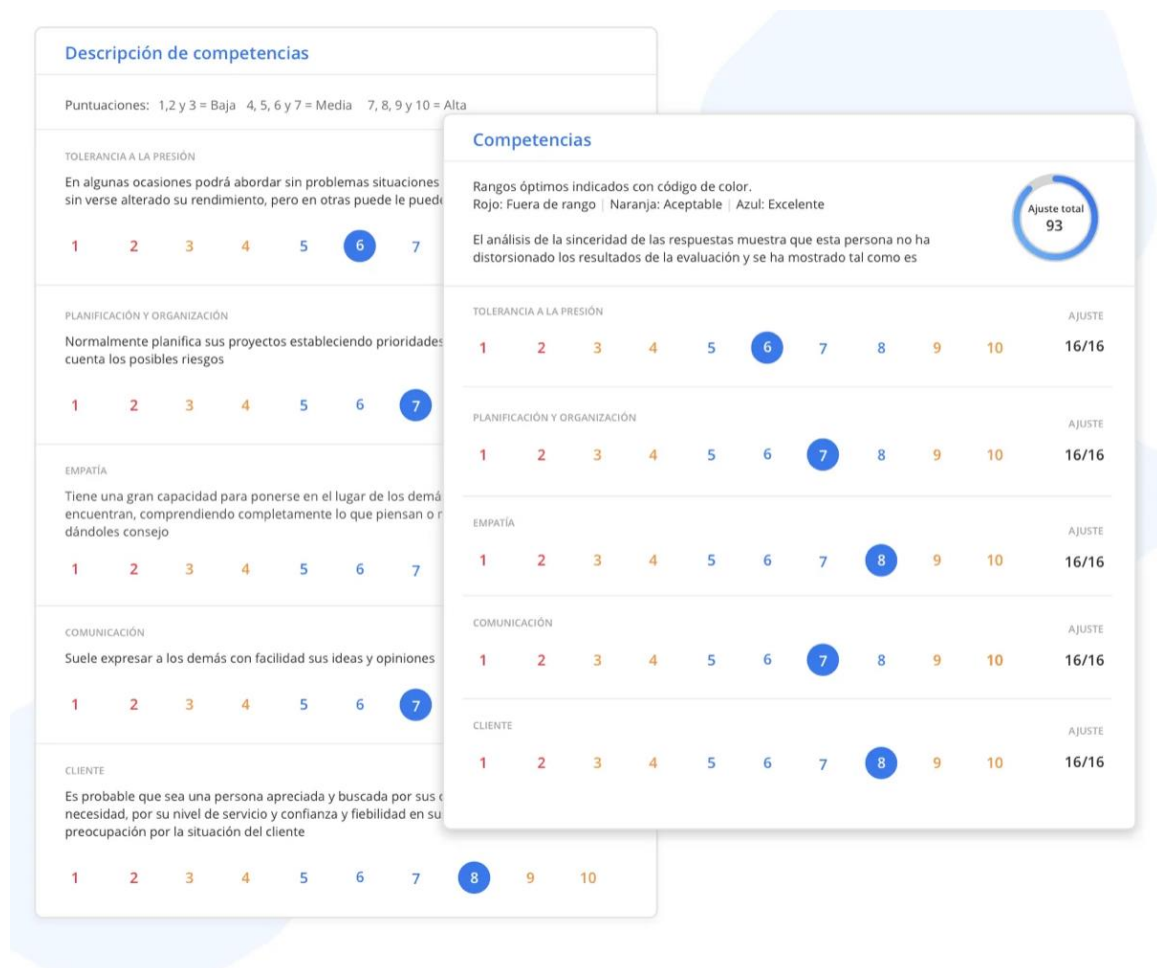 Descripción de competencias
Puntuaciones: 1,2 y 3 = Baja 4, 5, 6 y 7 = Media 7, 8, 9 y 10 = Alta
TOLERANCIA A LA PRESIÓN
En algunas ocasiones podrá abordar sin problemas situaciones
sin verse alterado su rendimiento, pero en otras puede le
1 2 3 4 5 6 7
PLANIFICACIÓN Y ORGANIZACIÓN
Normalmente planifica sus proyectos estableciendo prioridades
cuenta los posibles riesgos
1 2 3 4 5 6 7
EMPATÍA
Tiene una gran capacidad para ponerse en el lugar de los
encuentran, comprendiendo completamente lo que piensan o
dándoles consejo
1 2 3 4 5 6 7
COMUNICACIÓN
Suele expresar a los demás con facilidad sus ideas y opiniones
1 2 3 4 5 6 7
CLIENTE
Es probable que sea una persona apreciada y buscada por sus
necesidad, por su nivel de servicio y confianza y fiebilidad en
preocupación por la situación del cliente
1 2 3 4 5 6 7 8 9 10
Competencias
Rangos óptimos indicados con código de color.
Rojo: Fuera de rango | Naranja: Aceptable | Azul: Excelente
El análisis de la sinceridad de las respuestas muestra que esta persona no ha
distorsionado los resultados de la evaluación y se ha mostrado tal como es
Ajuste total
93
TOLERANCIA A LA PRESIÓN
AJUSTE
1 2 3 4 5 6 7 8 9 10 16/16
PLANIFICACIÓN Y ORGANIZACIÓN
AJUSTE
1 2 3 4 5 6 7 8 9 10 16/16
EMPATÍA
AJUSTE
1 2 3 4 5 6 7 8 9 10 16/16
COMUNICACIÓN
AJUSTE
1 2 3 4 5 6 7 8 9 10 16/16
CLIENTE
AJUSTE
1 2 3 4 5 6 7 8 9 10 16/16